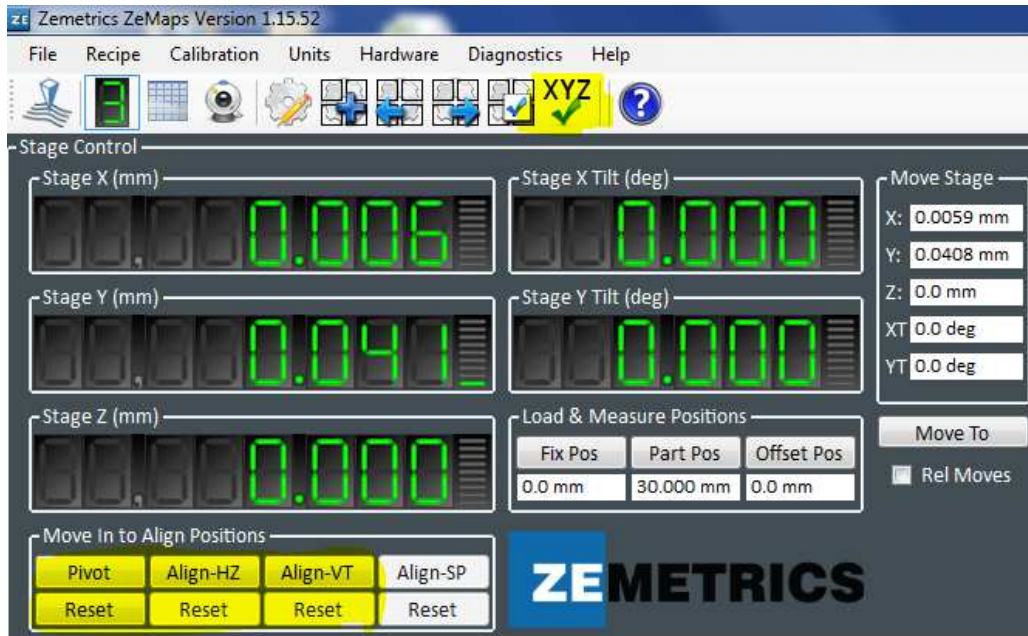 ZE Zemetrics ZeMaps Version 1.15.52
File Recipe Calibration Units Hardware Diagnostics Help
XYZ
Stage Control
Stage X (mm)
0.006
Stage X Tilt (deg)
0.000
Move Stage
X: 0.0059 mm
Y: 0.0408 mm
Z: 0.0 mm
XT 0.0 deg
YT 0.0 deg
Stage Y (mm)
0.041
Stage Y Tilt (deg)
0.000
Stage Z (mm)
0.000
Load & Measure Positions
Fix Pos Part Pos Offset Pos
0.0 mm 30.000 mm 0.0 mm
Move To
Rel Moves
Move In to Align Positions
Pivot Align-HZ Align-VT Align-SP
Reset Reset Reset Reset
ZEMETRICS